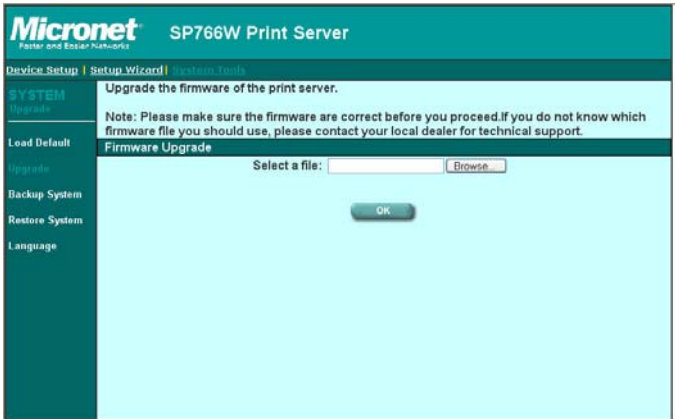 Micronet
Faster and Easier Networks
SP766W Print Server
Device Setup | Setup Wizard | System Tools
SYSTEM
Upgrade
Load Default
Upgrade
Backup System
Restore System
Language
Upgrade the firmware of the print server.
Note: Please make sure the firmware are correct before you proceed.If you do not know which
firmware file you should use, please contact your local dealer for technical support.
Firmware Upgrade
Select a file: Browse...
OK